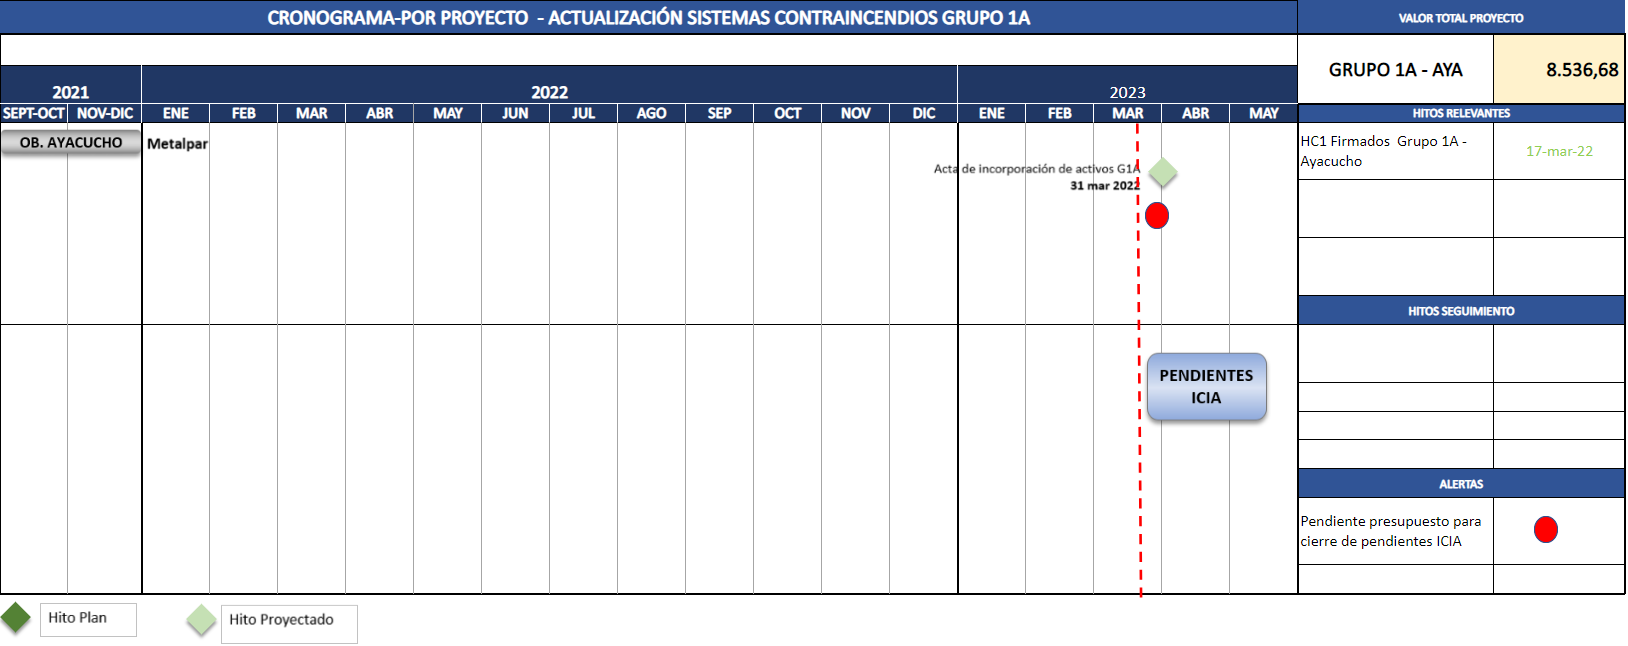 CRONOGRAMA-POR PROYECTO - ACTUALIZACIÓN SISTEMAS CONTRAINCENDIOS GRUPO 1A
VALOR TOTAL PROYECTO
GRUPO 1A - AYA
8.536,68
2021
2022
2023
SEPT-OCT NOV-DIC ENE FEB MAR ABR MAY JUN JUL AGO SEP OCT NOV DIC ENE FEB MAR ABR MAY
HITOS RELEVANTES
OB. AYACUCHO
Metalpar
HC1 Firmados Grupo 1A -
Ayacucho
17-mar-22
Acta de incorporación de activos G1A
31 mar 2022
HITOS SEGUIMIENTO
PENDIENTES
ICIA
ALERTAS
Pendiente presupuesto para
cierre de pendientes ICIA
Hito Plan
Hito Proyectado